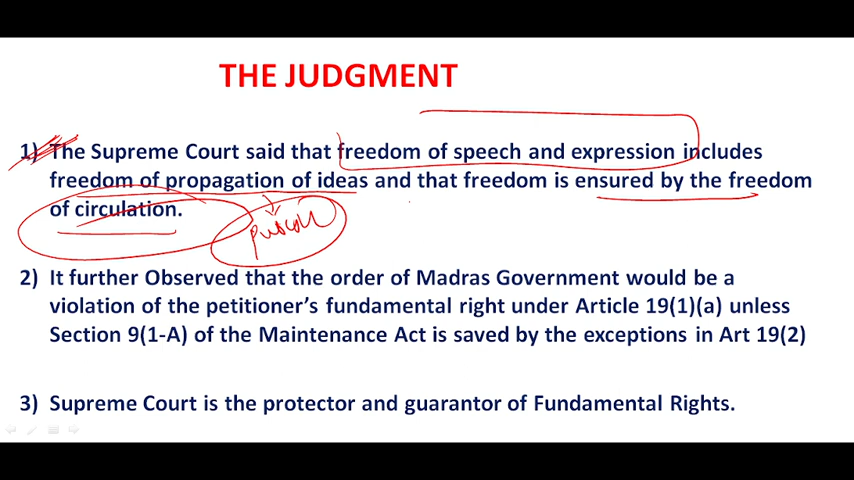 THE JUDGMENT
1) The Supreme Court said that freedom of speech and expression includes
freedom of propagation of ideas and that freedom is ensured by the freedom
of circulation.
2) It further Observed that the order of Madras Government would be a
violation of the petitioner's fundamental right under Article 19(1)(a) unless
Section 9(1-A) of the Maintenance Act is saved by the exceptions in Art 19(2)
3) Supreme Court is the protector and guarantor of Fundamental Rights.